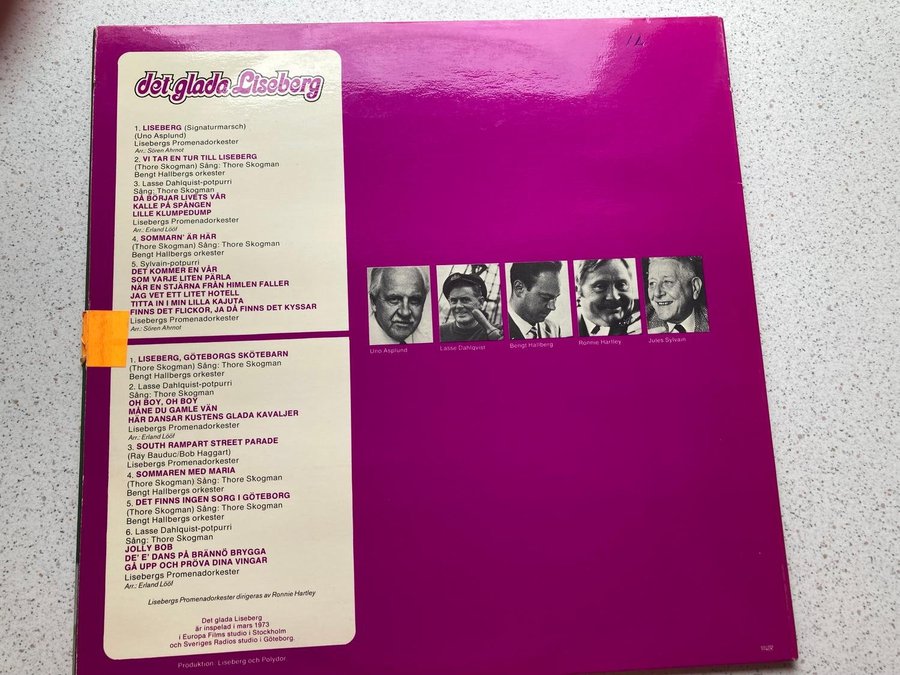 det glada Liseberg
1. LISEBERG (Signaturmarsch)
(Uno Asplund)
Lisebergs Promenadorkester
Arr.: Sören Ahrnot
2. VI TAR EN TUR TILL LISEBERG
(Thore Skogman) Sång: Thore Skogman
Bengt Hallbergs orkester
3. Lasse Dahlquist-potpurri
Sång: Thore Skogman
DÅ BÖRJAR LIVETS VÅR
KALLE PÅ SPÅNGEN
LILLE KLUMPEDUMP
Lisebergs Promenadorkester
Arr.: Erland Lööf
4. SOMMARN' ÄR HÄR
(Thore Skogman) Sång: Thore Skogman
Bengt Hallbergs orkester
5. Sylvain-potpurri
DET KOMMER EN VÅR
SOM VARJE LITEN PÄRLA
NÄR EN STJÄRNA FRÅN HIMLEN FALLER
JAG VET ETT LITET HOTELL
TITTA IN I MIN LILLA KAJUTA
FINNS DET FLICKOR, JA DÅ FINNS DET KYSSAR
Lisebergs Promenadorkester
Arr.: Sören Ahrnot
1. LISEBERG, GÖTEBORGS SKÖTEBARN
(Thore Skogman) Sång: Thore Skogman
Bengt Hallbergs orkester
2. Lasse Dahlquist-potpurri
Sång: Thore Skogman
OH BOY, OH BOY
MÅNE DU GAMLE VÄN
HÄR DANSAR KUSTENS GLADA KAVALJER
Lisebergs Promenadorkester
Arr.: Erland Lööf
3. SOUTH RAMPART STREET PARADE
(Ray Bauduc/Bob Haggart)
Lisebergs Promenadorkester
4. SOMMAREN MED MARIA
(Thore Skogman) Sång: Thore Skogman
Bengt Hallbergs orkester
5. DET FINNS INGEN SORG I GÖTEBORG
(Thore Skogman) Sång: Thore Skogman
Bengt Hallbergs orkester
6. Lasse Dahlquist-potpurri
Sång: Thore Skogman
JOLLY BOB
DE' E' DANS PÅ BRÄNNÖ BRYGGA
GÅ UPP OCH PRÖVA DINA VINGAR
Lisebergs Promenadorkester
Arr.: Erland Lööf
Lisebergs Promenadorkester dirigeras av Ronnie Hartley
Det glada Liseberg
är inspelad i mars 1973
i Europa Films studio i Stockholm
och Sveriges Radios studio i Göteborg.
Produktion: Liseberg och Polydor
Uno Asplund
Lasse Dahlqvist
Bengt Hallberg
Ronnie Hartley
Jules Sylvain